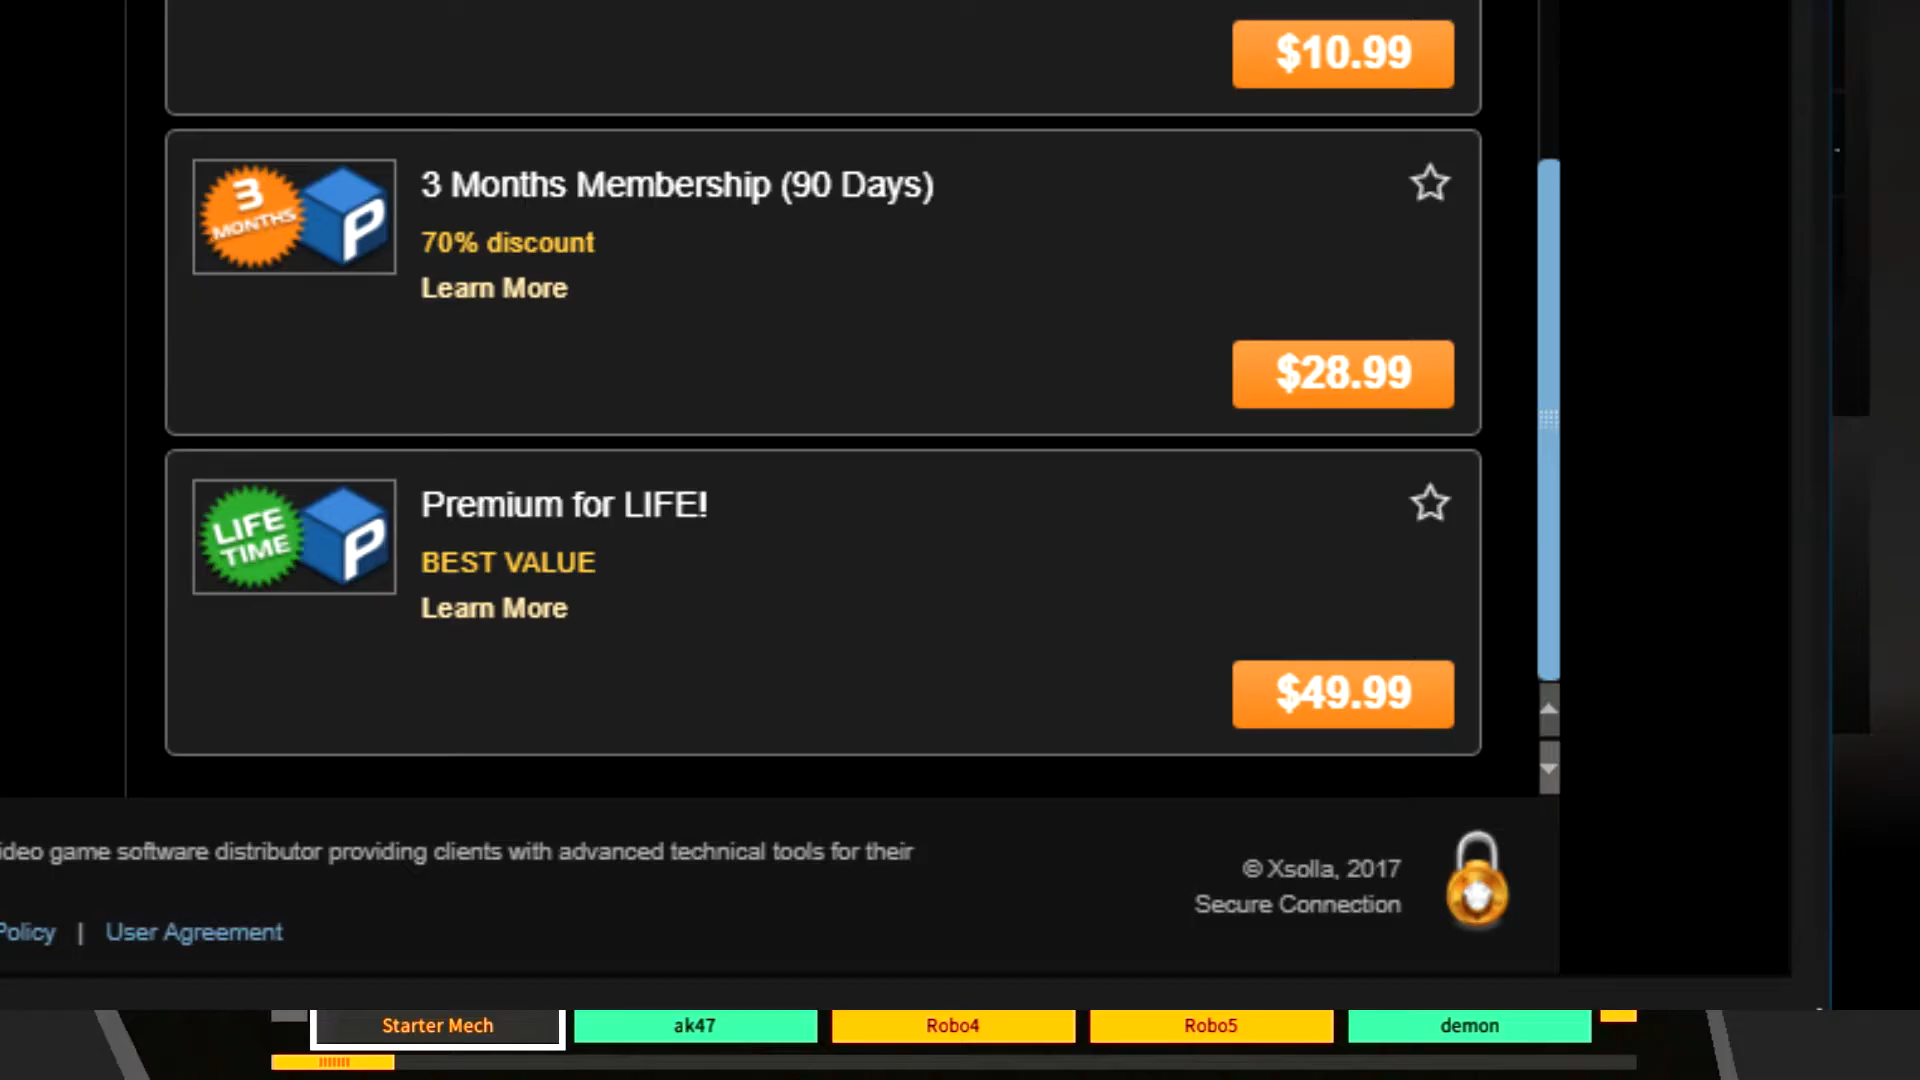 $10.99
3 MONTHS
P
3 Months Membership (90 Days)
70% discount
Learn More
$28.99
LIFE TIME
P
Premium for LIFE!
BEST VALUE
Learn More
$49.99
ideo game software distributor providing clients with advanced technical tools for their
© Xsolla, 2017
Secure Connection
Policy | User Agreement
Starter Mech
ak47
Robo4
Robo5
demon